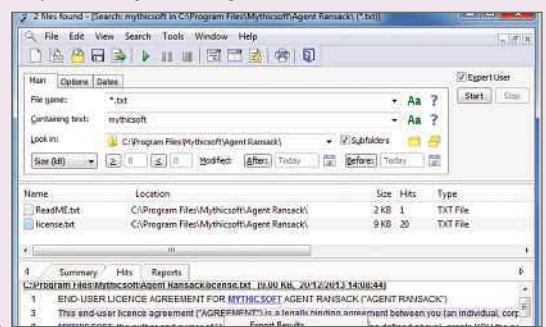 2 files found - [Search: mythicsoft in C:\Program Files\Mythicsoft\Agent Ransack\ (*.txt)]
File Edit View Search Tools Window Help
Main Options Dates
Expert User
File name: *.txt Aa ? Start Stop
Containing text: mythicsoft Aa ?
Look in: C:\Program Files\Mythicsoft\Agent Ransack\ Subfolders
Size (kB) ≥ 0 ≤ 0 Modified: After: Today Before: Today
Name Location Size Hits Type
ReadME.txt C:\Program Files\Mythicsoft\Agent Ransack\ 2 KB 1 TXT File
license.txt C:\Program Files\Mythicsoft\Agent Ransack\ 9 KB 20 TXT File
Summary Hits Reports
C:\Program Files\Mythicsoft\Agent Ransack\license.txt (9.00 KB, 20/12/2013 14:08:44)
1 END-USER LICENCE AGREEMENT FOR MYTHICSOFT AGENT RANSACK ("AGENT RANSACK")
3 This end-user licence agreement ("AGREEMENT") is a legally binding agreement between you (an individual, corp
Export Results